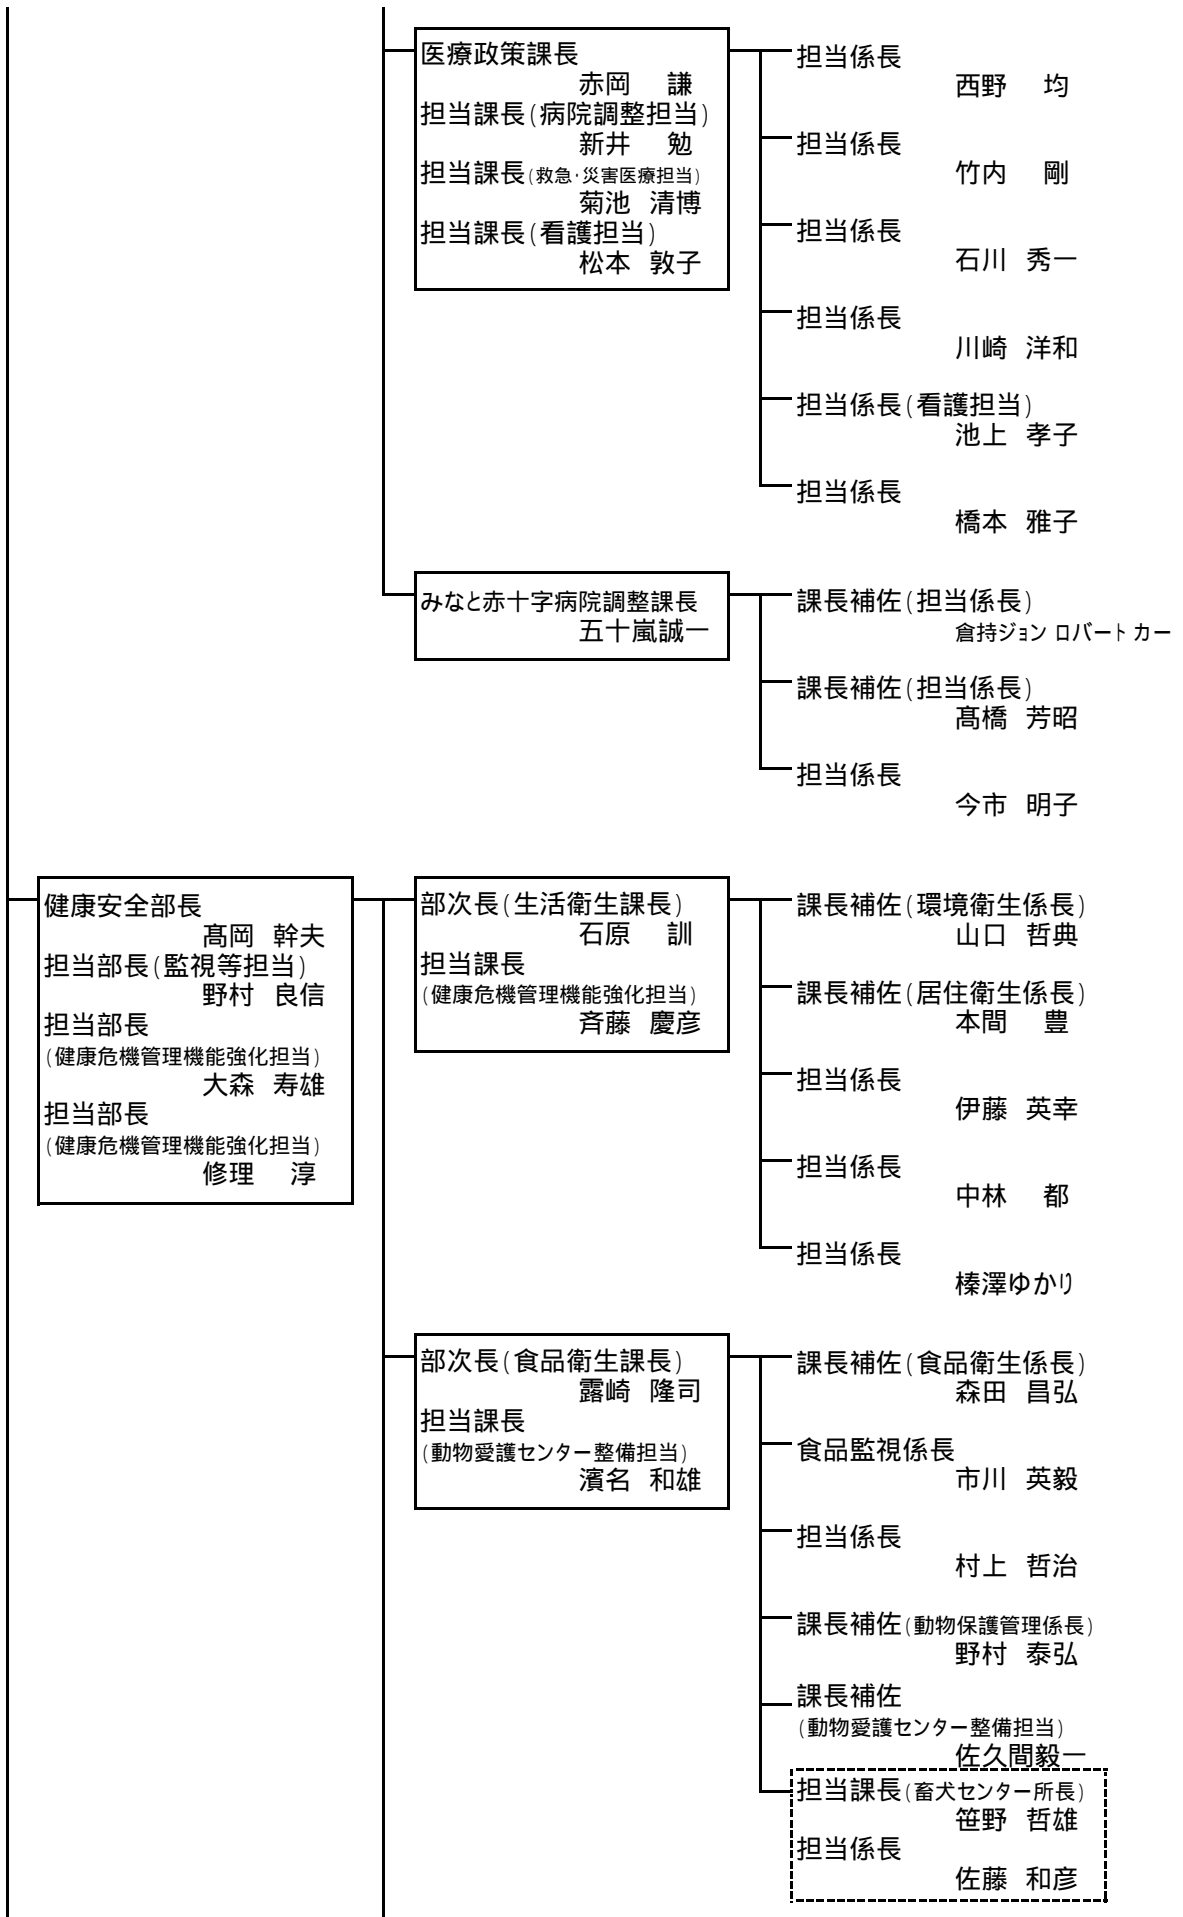 医療政策課長
赤岡　謙
担当課長(病院調整担当)
新井　勉
担当課長(救急･災害医療担当)
菊池 清博
担当課長(看護担当)
松本 敦子
担当係長
西野　均
担当係長
竹内　剛
担当係長
石川 秀一
担当係長
川崎 洋和
担当係長(看護担当)
池上 孝子
担当係長
橋本 雅子
みなと赤十字病院調整課長
五十嵐誠一
課長補佐(担当係長)
倉持ジョン ロバート カー
課長補佐(担当係長)
髙橋 芳昭
担当係長
今市 明子
健康安全部長
髙岡 幹夫
担当部長(監視等担当)
野村 良信
担当部長
(健康危機管理機能強化担当)
大森 寿雄
担当部長
(健康危機管理機能強化担当)
修理　淳
部次長(生活衛生課長)
石原　訓
担当課長
(健康危機管理機能強化担当)
斉藤 慶彦
課長補佐(環境衛生係長)
山口 哲典
課長補佐(居住衛生係長)
本間　豊
担当係長
伊藤 英幸
担当係長
中林　都
担当係長
榛澤ゆかり
部次長(食品衛生課長)
露崎 隆司
担当課長
(動物愛護センター整備担当)
濱名 和雄
課長補佐(食品衛生係長)
森田 昌弘
食品監視係長
市川 英毅
担当係長
村上 哲治
課長補佐(動物保護管理係長)
野村 泰弘
課長補佐
(動物愛護センター整備担当)
佐久間毅一
担当課長(畜犬センター所長)
笹野 哲雄
担当係長
佐藤 和彦